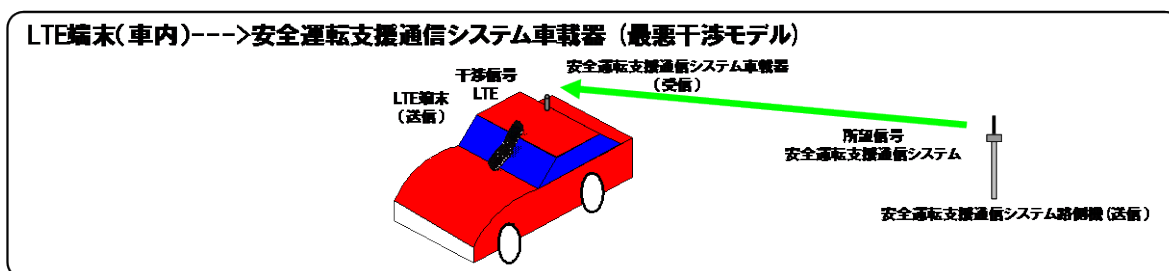 LTE端末(車内)--->安全運転支援通信システム車載器 (最悪干渉モデル)
干渉信号
LTE
LTE端末
(送信)
安全運転支援通信システム車載器
(受信)
所望信号
安全運転支援通信システム
安全運転支援通信システム路側機(送信)